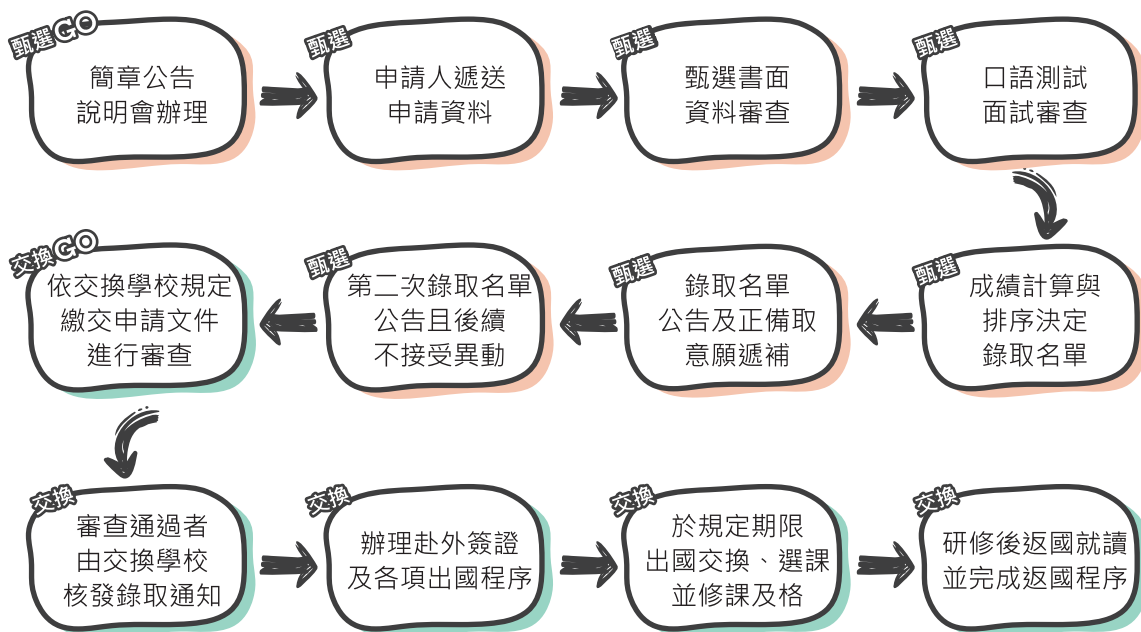 甄選GO
簡章公告
說明會辦理
甄選
申請人遞送
申請資料
甄選
甄選書面
資料審查
甄選
口語測試
面試審查
甄選
成績計算與
排序決定
錄取名單
甄選
錄取名單
公告及正備取
意願遞補
甄選
第二次錄取名單
公告且後續
不接受異動
交換GO
依交換學校規定
繳交申請文件
進行審查
交換
審查通過者
由交換學校
核發錄取通知
交換
辦理赴外簽證
及各項出國程序
交換
於規定期限
出國交換、選課
並修課及格
交換
研修後返國就讀
並完成返國程序